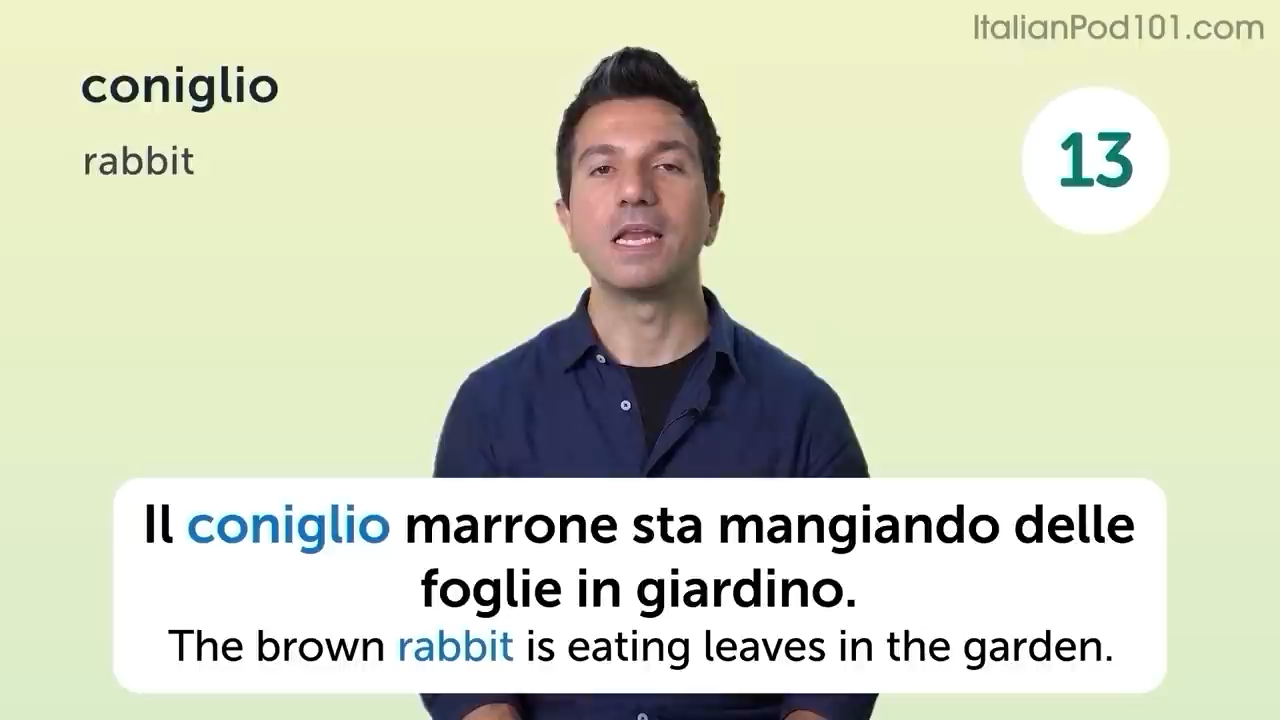 ItalianPod101.com
coniglio
rabbit
13
Il coniglio marrone sta mangiando delle
foglie in giardino.
The brown rabbit is eating leaves in the garden.